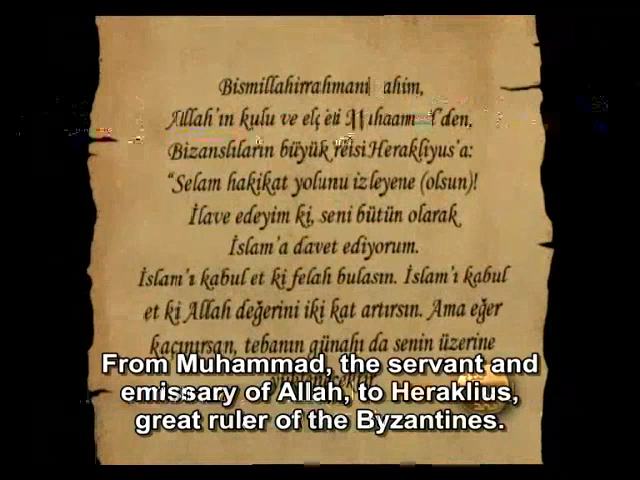 Bismillahirrahmani ahim,
Allah'ın kulu ve elç
Bizanslıların büyük reisi Herakliyus'a:
"Selam hakikat yolunu izleyene (olsun)!
İlave edeyim ki, seni bütün olarak
İslam'a davet ediyorum.
İslam'ı kabul et ki felah bulasın. İslam'ı kabul
et ki Allah değerini iki kat artırsın. Ama eğer
kaçınırsan, tebanın günahı da senin üzerine
From Muhammad, the servant and
emissary of Allah, to Heraklius,
great ruler of the Byzantines.